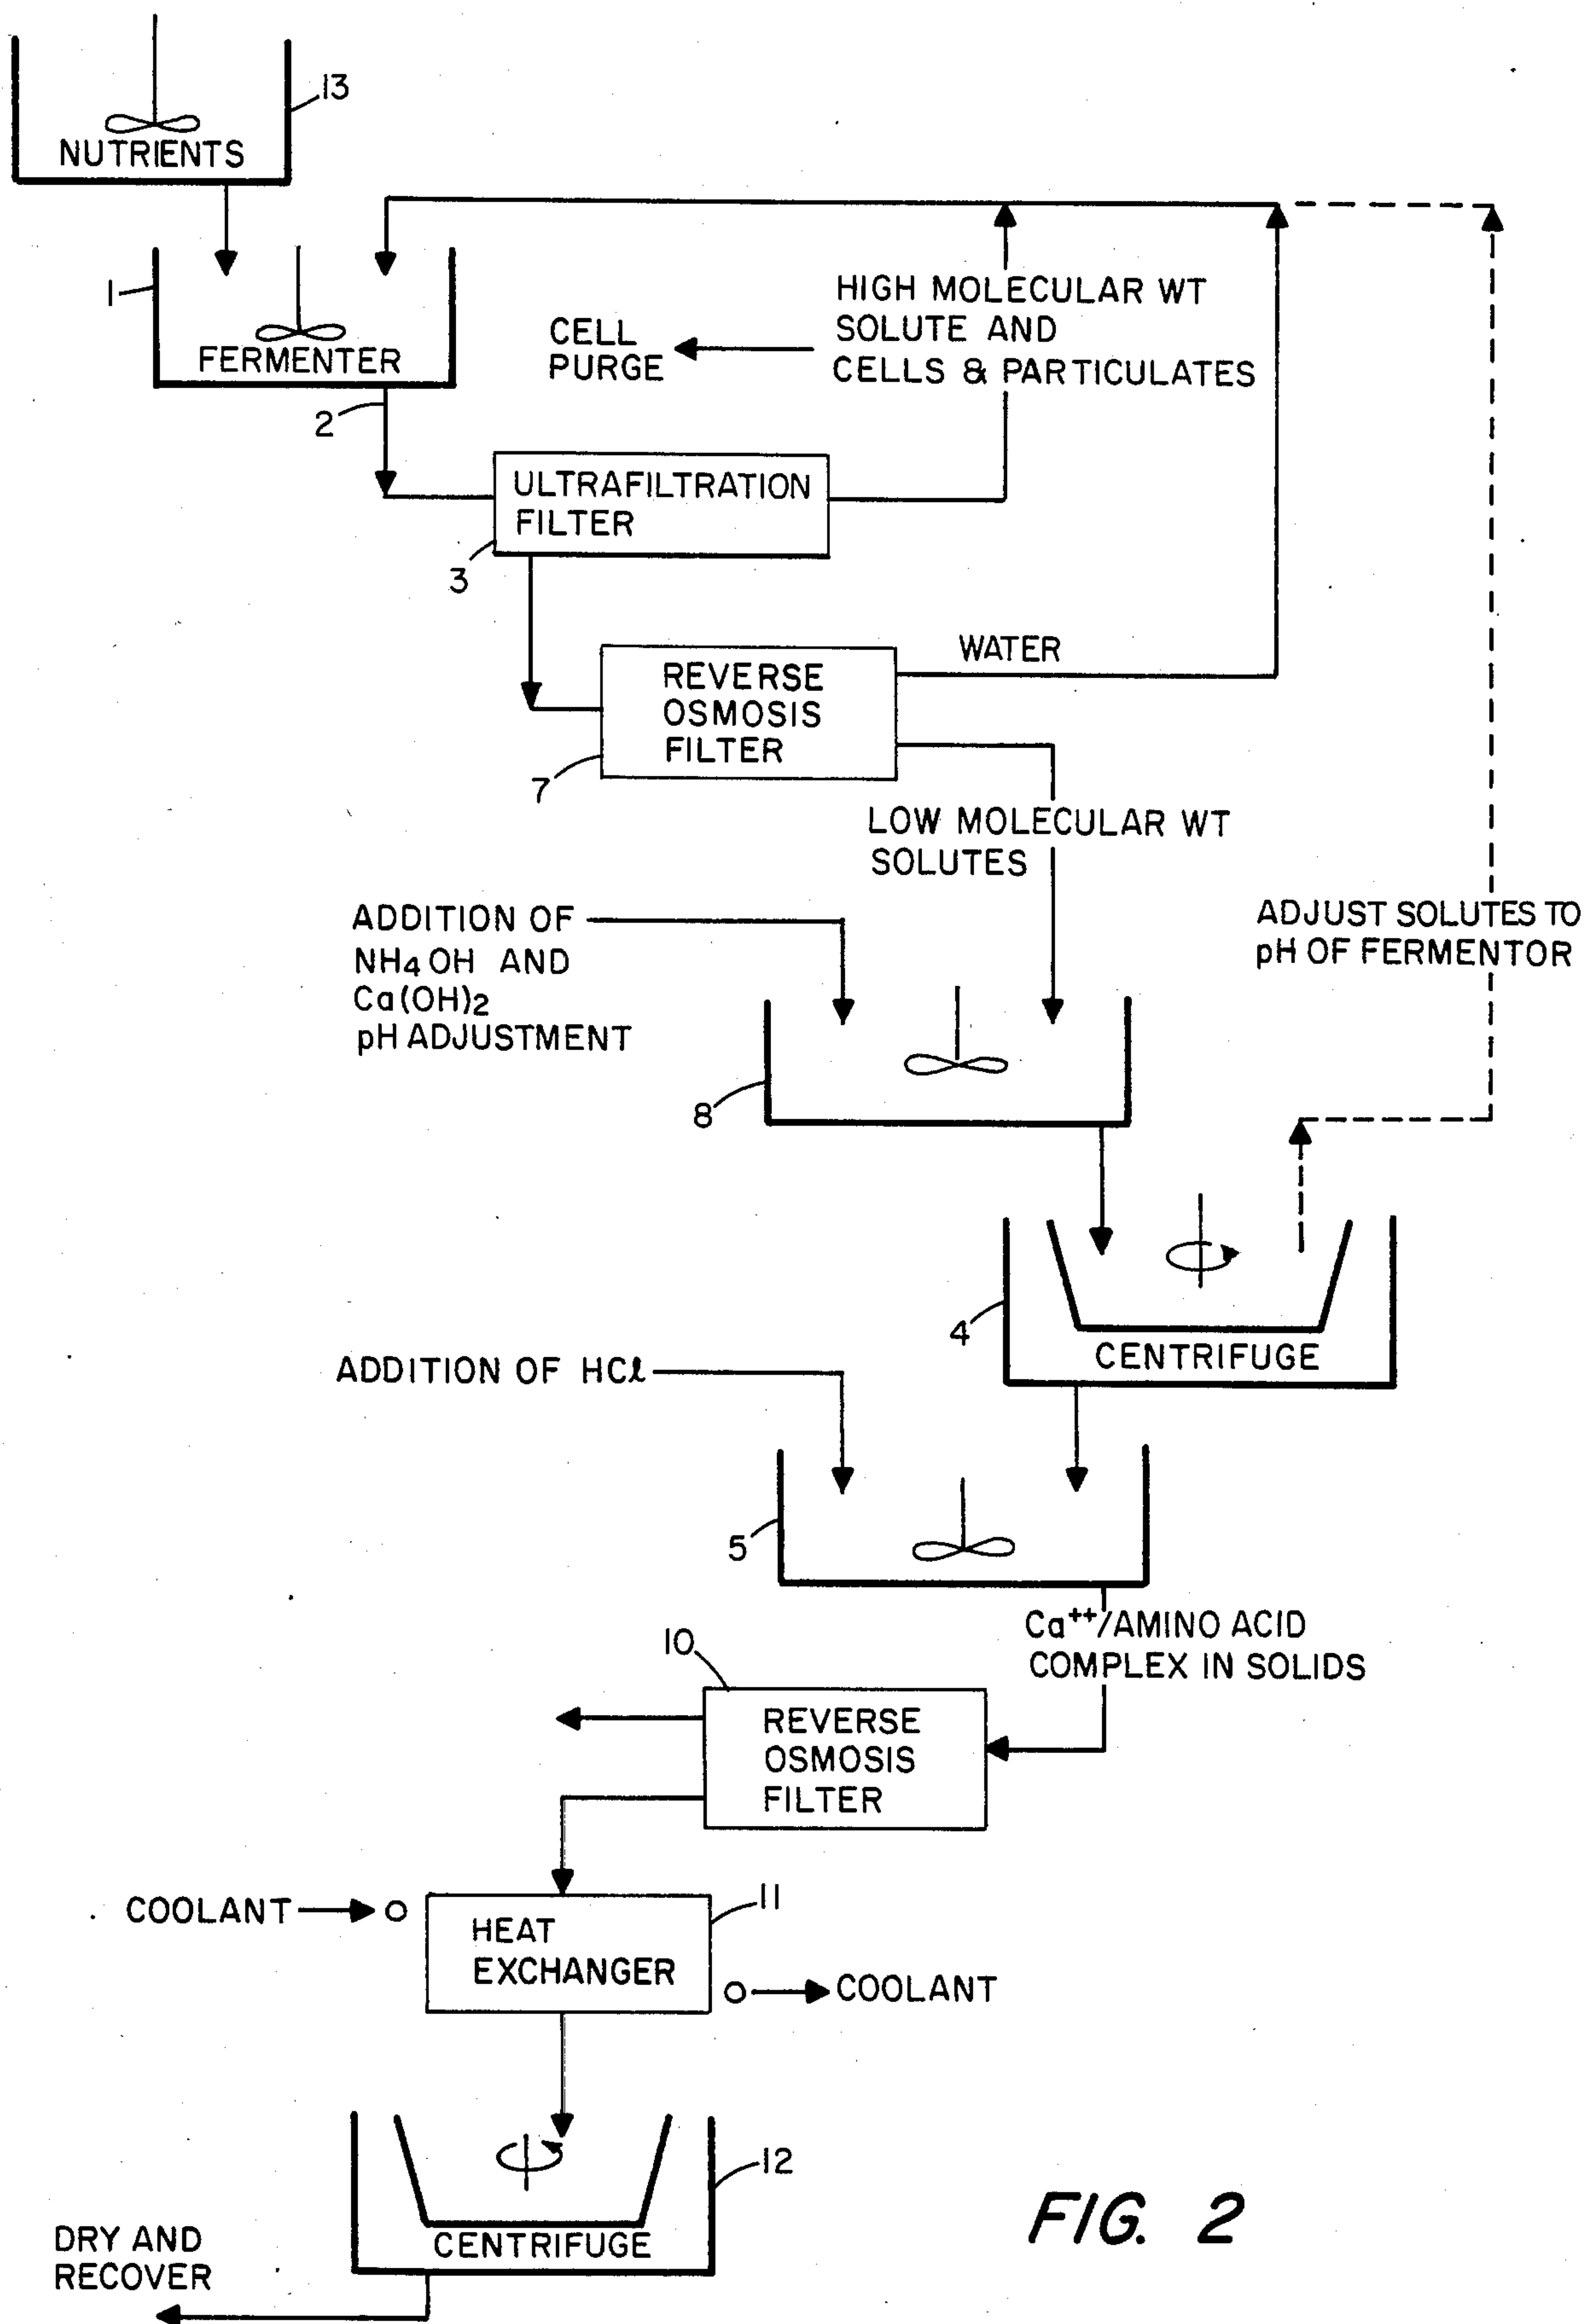 13
NUTRIENTS
1
HIGH MOLECULAR WT
SOLUTE AND
CELLS & PARTICULATES
CELL
PURGE
FERMENTER
2
ULTRAFILTRATION
FILTER
3
WATER
REVERSE
OSMOSIS
FILTER
7
LOW MOLECULAR WT
SOLUTES
ADDITION OF
NH4OH AND
Ca(OH)2
pH ADJUSTMENT
ADJUST SOLUTES TO
pH OF FERMENTOR
8
4
CENTRIFUGE
ADDITION OF HCl
5
Ca++/AMINO ACID
COMPLEX IN SOLIDS
10
REVERSE
OSMOSIS
FILTER
11
COOLANT
HEAT
EXCHANGER
COOLANT
12
CENTRIFUGE
DRY AND
RECOVER
FIG. 2